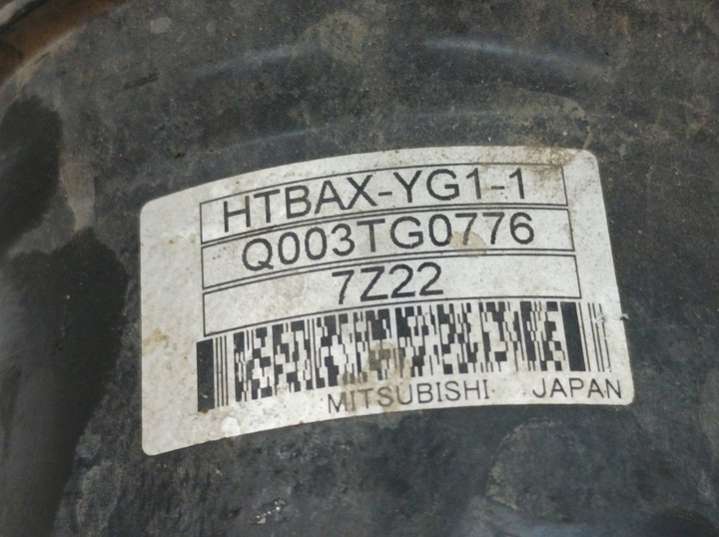 HTBAX-YG1-1
Q003TG0776
7Z22
MITSUBISHI JAPAN